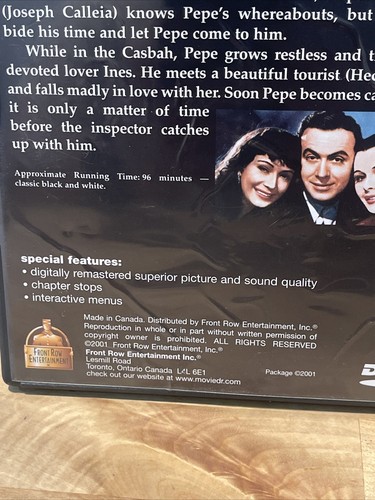 (Joseph Calleia) knows Pepe's whereabouts, but
bide his time and let Pepe come to him.
While in the Casbah, Pepe grows restless and
devoted lover Ines. He meets a beautiful tourist (Hed
and falls madly in love with her. Soon Pepe becomes ca
it is only a matter of time
before the inspector catches
up with him.
Approximate Running Time: 96 minutes —
classic black and white.
special features:
• digitally remastered superior picture and sound quality
• chapter stops
• interactive menus
Made in Canada. Distributed by Front Row Entertainment, Inc.®
Reproduction in whole or in part without written permission of
copyright owner is prohibited. ALL RIGHTS RESERVED
©2001. Front Row Entertainment, Inc.®
Front Row Entertainment Inc.®
Lesmill Road
Toronto, Ontario Canada 6E1
check out our website at www.moviedr.com
Package ©2001
FRONT ROW
ENTERTAINMENT